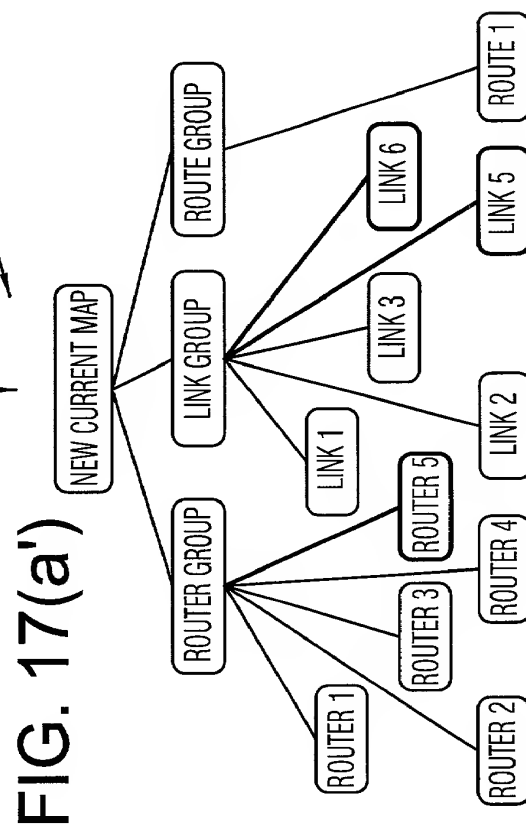 FIG. 17(a')
NEW CURRENT MAP
ROUTER GROUP
LINK GROUP
ROUTE GROUP
ROUTER 1
ROUTER 2
ROUTER 3
ROUTER 4
ROUTER 5
LINK 1
LINK 2
LINK 3
LINK 5
LINK 6
ROUTE 1